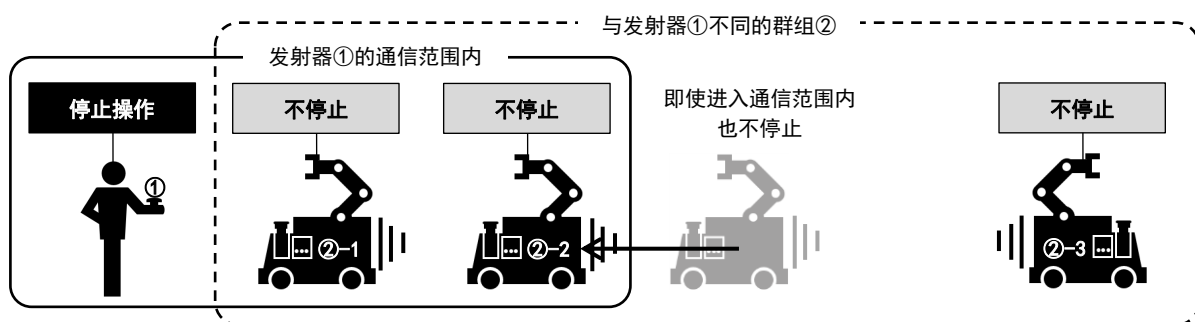 与发射器①不同的群组②
发射器①的通信范围内
停止操作
不停止
不停止
即使进入通信范围内
也不停止
不停止
①
②-1
②-2
②-3